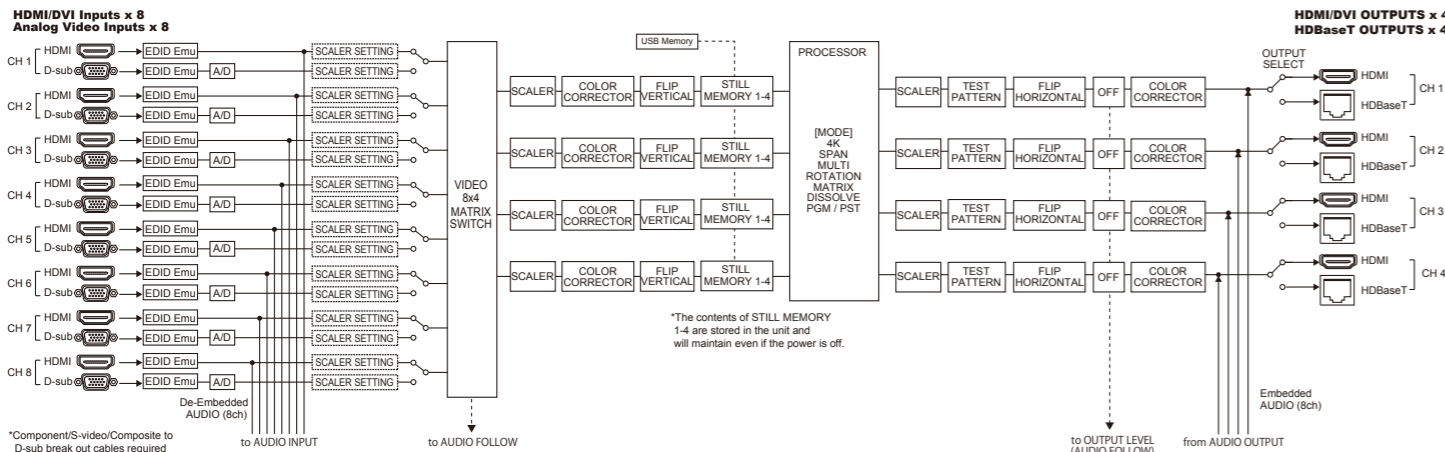 HDMI/DVI Inputs x 8
Analog Video Inputs x 8
HDMI/DVI OUTPUTS x 4
HDBaseT OUTPUTS x 4
CH 1
HDMI
EDID Emu
SCALER SETTING
D-sub
EDID Emu
A/D
SCALER SETTING
CH 2
HDMI
EDID Emu
SCALER SETTING
D-sub
EDID Emu
A/D
SCALER SETTING
CH 3
HDMI
EDID Emu
SCALER SETTING
D-sub
EDID Emu
A/D
SCALER SETTING
CH 4
HDMI
EDID Emu
SCALER SETTING
D-sub
EDID Emu
A/D
SCALER SETTING
CH 5
HDMI
EDID Emu
SCALER SETTING
D-sub
EDID Emu
A/D
SCALER SETTING
CH 6
HDMI
EDID Emu
SCALER SETTING
D-sub
EDID Emu
A/D
SCALER SETTING
CH 7
HDMI
EDID Emu
SCALER SETTING
D-sub
EDID Emu
A/D
SCALER SETTING
CH 8
HDMI
EDID Emu
SCALER SETTING
D-sub
EDID Emu
A/D
SCALER SETTING
De-Embedded
AUDIO (8ch)
to AUDIO INPUT
*Component/S-video/Composite to
D-sub break out cables required
VIDEO
8x4
MATRIX
SWITCH
to AUDIO FOLLOW
USB Memory
SCALER
COLOR
CORRECTOR
FLIP
VERTICAL
STILL
MEMORY 1-4
SCALER
COLOR
CORRECTOR
FLIP
VERTICAL
STILL
MEMORY 1-4
SCALER
COLOR
CORRECTOR
FLIP
VERTICAL
STILL
MEMORY 1-4
SCALER
COLOR
CORRECTOR
FLIP
VERTICAL
STILL
MEMORY 1-4
*The contents of STILL MEMORY
1-4 are stored in the unit and
will maintain even if the power is off.
PROCESSOR
[MODE]
4K
SPAN
MULTI
ROTATION
MATRIX
DISSOLVE
PGM / PST
SCALER
TEST
PATTERN
FLIP
HORIZONTAL
OFF
COLOR
CORRECTOR
SCALER
TEST
PATTERN
FLIP
HORIZONTAL
OFF
COLOR
CORRECTOR
SCALER
TEST
PATTERN
FLIP
HORIZONTAL
OFF
COLOR
CORRECTOR
SCALER
TEST
PATTERN
FLIP
HORIZONTAL
OFF
COLOR
CORRECTOR
to OUTPUT LEVEL
(AUDIO FOLLOW)
from AUDIO OUTPUT
Embedded
AUDIO (8ch)
OUTPUT
SELECT
HDMI
HDBaseT
CH 1
HDMI
HDBaseT
CH 2
HDMI
HDBaseT
CH 3
HDMI
HDBaseT
CH 4